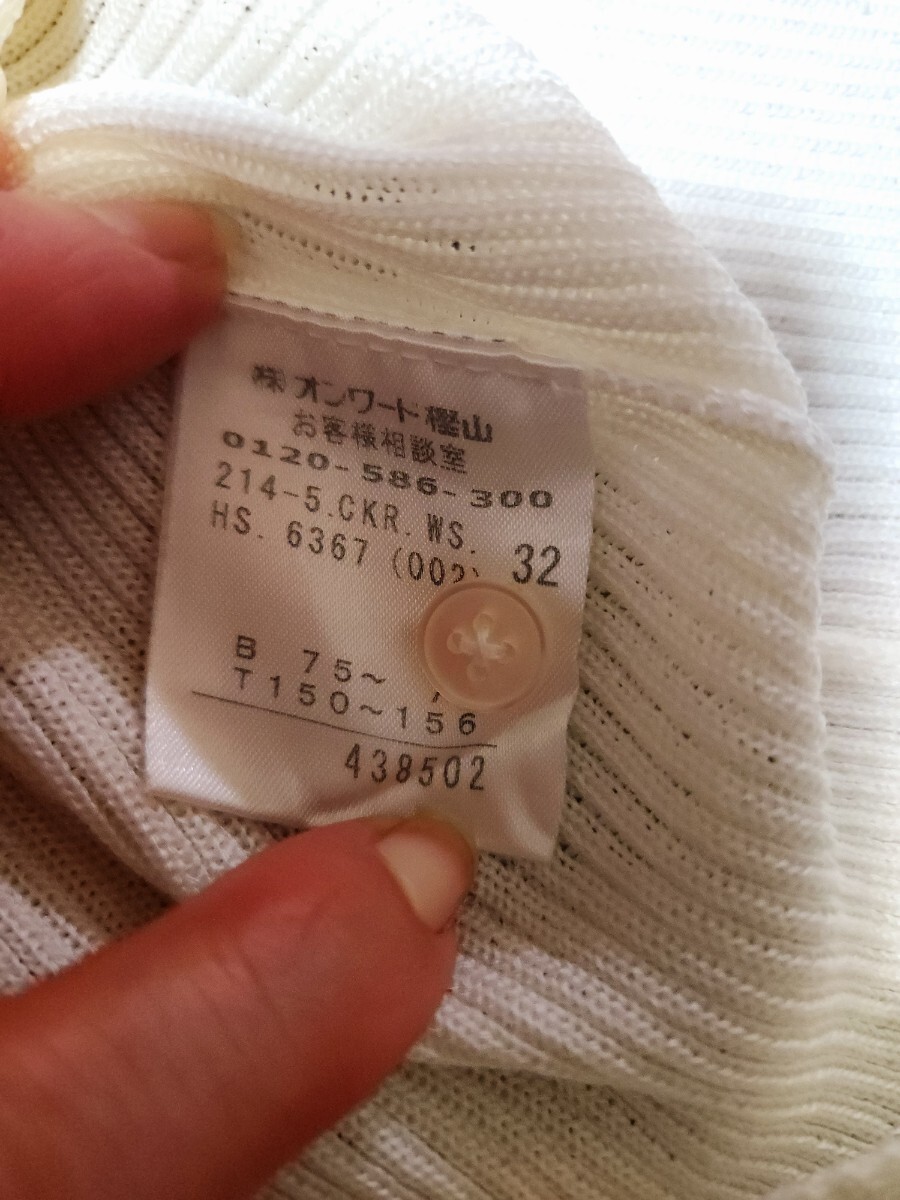 ㈱オンワード樫山
お客様相談室
0120-586-300
214-5.CKR.WS.
HS. 6367 (002) 32
B 75~
T150~156
438502